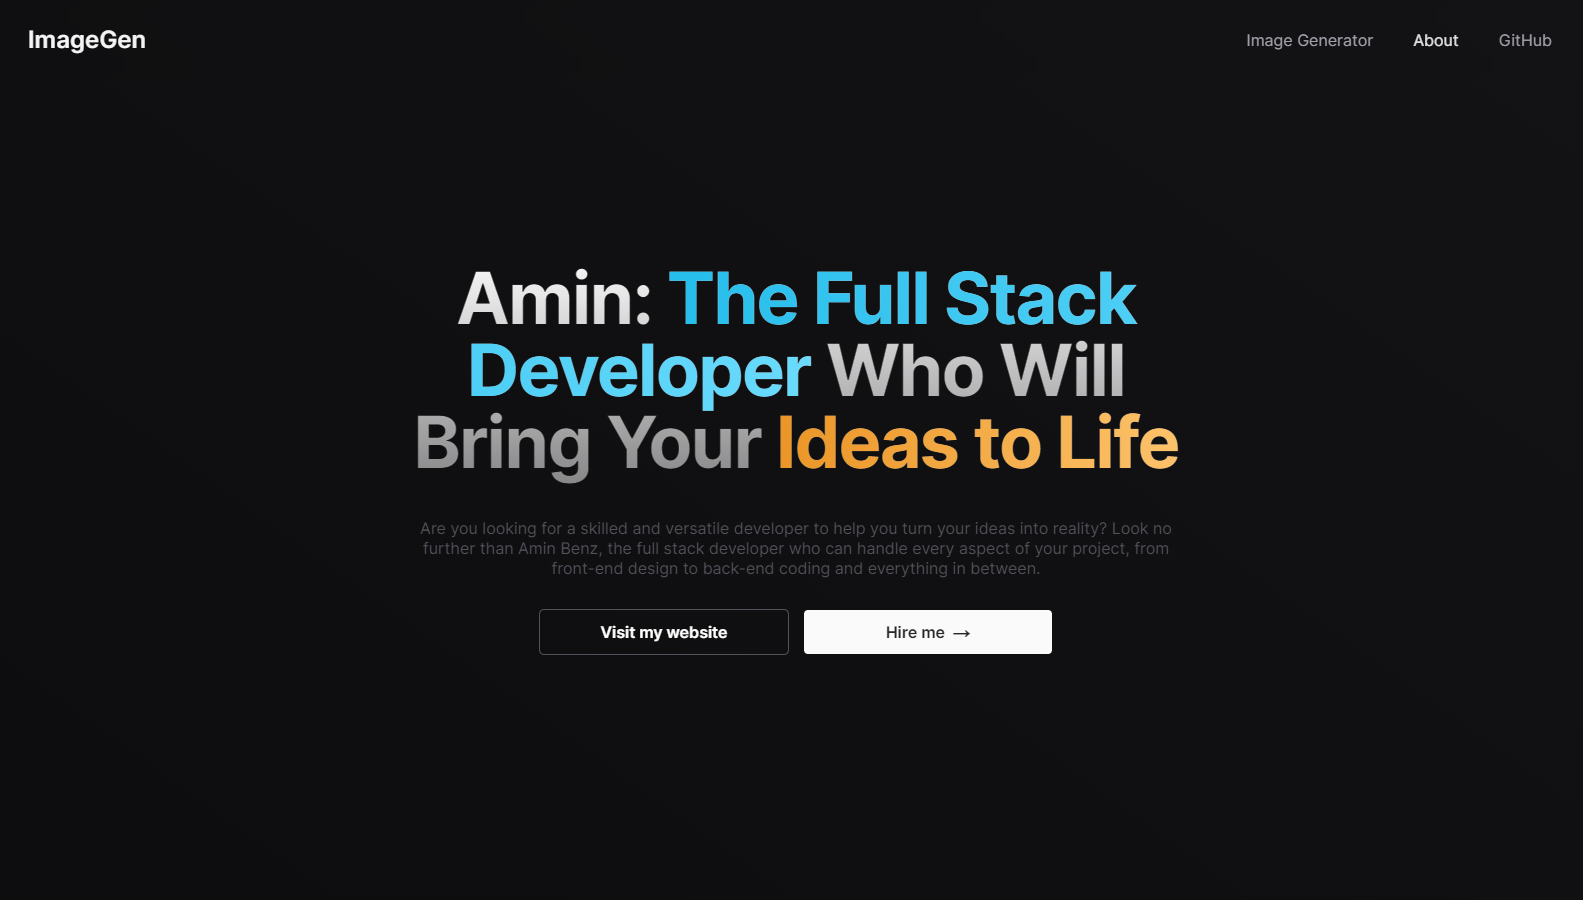 ImageGen
Image Generator About GitHub
Amin: The Full Stack
Developer Who Will
Bring Your Ideas to Life
Are you looking for a skilled and versatile developer to help you turn your ideas into reality? Look no
further than Amin Benz, the full stack developer who can handle every aspect of your project, from
front-end design to back-end coding and everything in between.
Visit my website
Hire me →